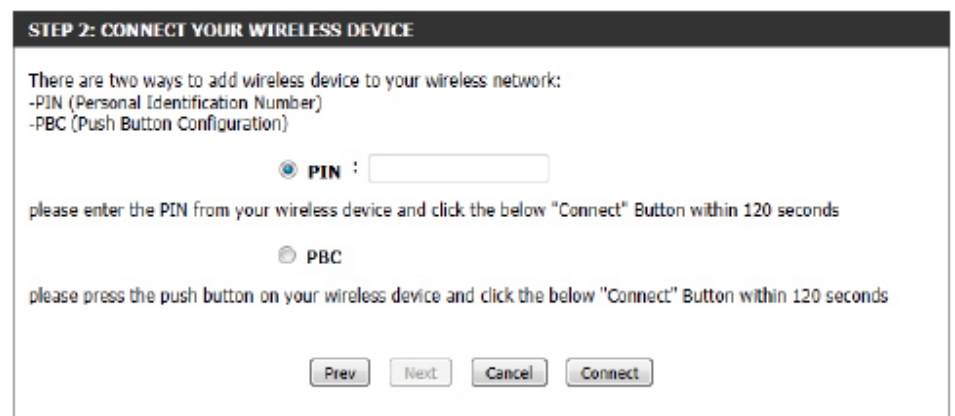 STEP 2: CONNECT YOUR WIRELESS DEVICE
There are two ways to add wireless device to your wireless network:
-PIN (Personal Identification Number)
-PBC (Push Button Configuration)
PIN :
please enter the PIN from your wireless device and click the below "Connect" Button within 120 seconds
PBC
please press the push button on your wireless device and click the below "Connect" Button within 120 seconds
Prev Next Cancel Connect